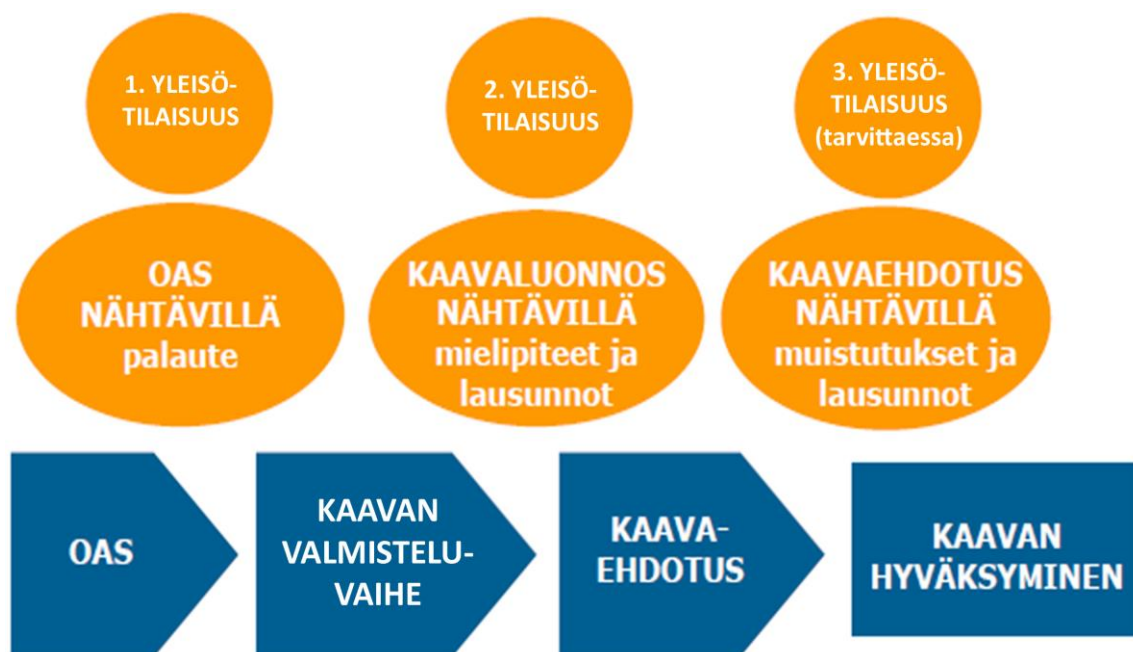 1. YLEISÖ-
TILAISUUS
2. YLEISÖ-
TILAISUUS
3. YLEISÖ-
TILAISUUS
(tarvittaessa)
OAS
NÄHTÄVILLÄ
palaute
KAAVALUONNOS
NÄHTÄVILLÄ
mielipiteet ja
lausunnot
KAAVAEHDOTUS
NÄHTÄVILLÄ
muistutukset ja
lausunnot
OAS
KAAVAN
VALMISTELU-
VAIHE
KAAVA-
EHDOTUS
KAAVAN
HYVÄKSYMINEN